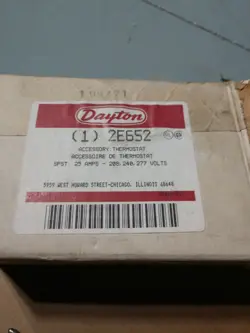 Dayton
(1) 2E652
ACCESSORY THERMOSTAT
ACCESSOIRE DE THERMOSTAT
SPST 25 AMPS - 208.240.277 VOLTS
5959 WEST HOWARD STREET-CHICAGO, ILLINOIS 60648